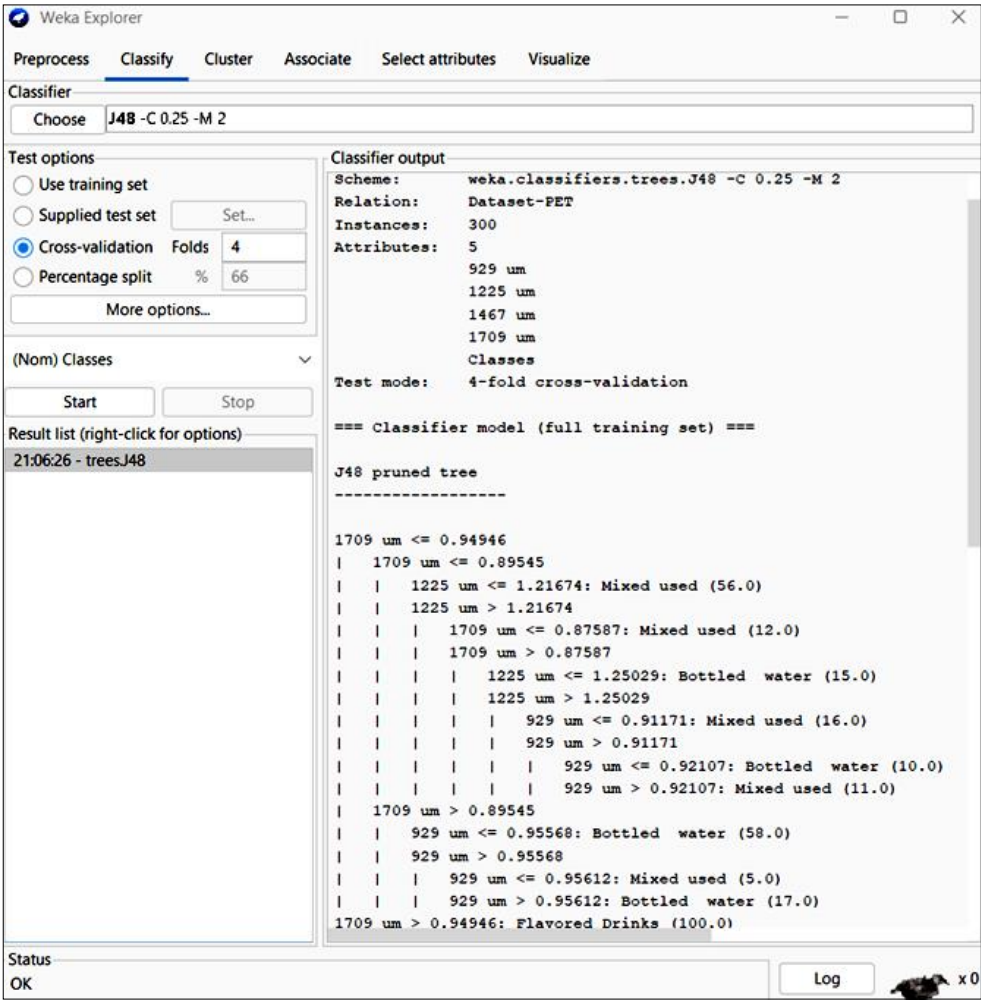 Weka Explorer
Preprocess Classify Cluster Associate Select attributes Visualize
Classifier
Choose J48 -C 0.25 -M 2
Test options
Use training set
Supplied test set Set...
Cross-validation Folds 4
Percentage split % 66
More options...
(Nom) Classes
Start Stop
Result list (right-click for options)
21:06:26 - trees.J48
Classifier output
Scheme: weka.classifiers.trees.J48 -C 0.25 -M 2
Relation: Dataset-PET
Instances: 300
Attributes: 5
929 um
1225 um
1467 um
1709 um
Classes
Test mode: 4-fold cross-validation
=== Classifier model (full training set) ===
J48 pruned tree
------------------
1709 um <= 0.94946
|   1709 um <= 0.89545
|   |   1225 um <= 1.21674: Mixed used (56.0)
|   |   1225 um > 1.21674
|   |   |   1709 um <= 0.87587: Mixed used (12.0)
|   |   |   1709 um > 0.87587
|   |   |   |   1225 um <= 1.25029: Bottled  water (15.0)
|   |   |   |   1225 um > 1.25029
|   |   |   |   |   929 um <= 0.91171: Mixed used (16.0)
|   |   |   |   |   929 um > 0.91171
|   |   |   |   |   |   929 um <= 0.92107: Bottled  water (10.0)
|   |   |   |   |   |   929 um > 0.92107: Mixed used (11.0)
|   1709 um > 0.89545
|   |   929 um <= 0.95568: Bottled  water (58.0)
|   |   929 um > 0.95568
|   |   |   929 um <= 0.95612: Mixed used (5.0)
|   |   |   929 um > 0.95612: Bottled  water (17.0)
1709 um > 0.94946: Flavored Drinks (100.0)
Status
OK
Log x 0